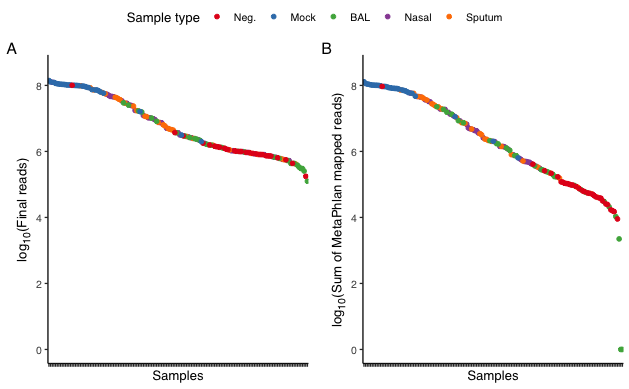 Sample type Neg. Mock BAL Nasal Sputum
A
B
log10(Final reads)
8
6
4
2
0
Samples
log10(Sum of MetaPhlan mapped reads)
8
6
4
2
0
Samples